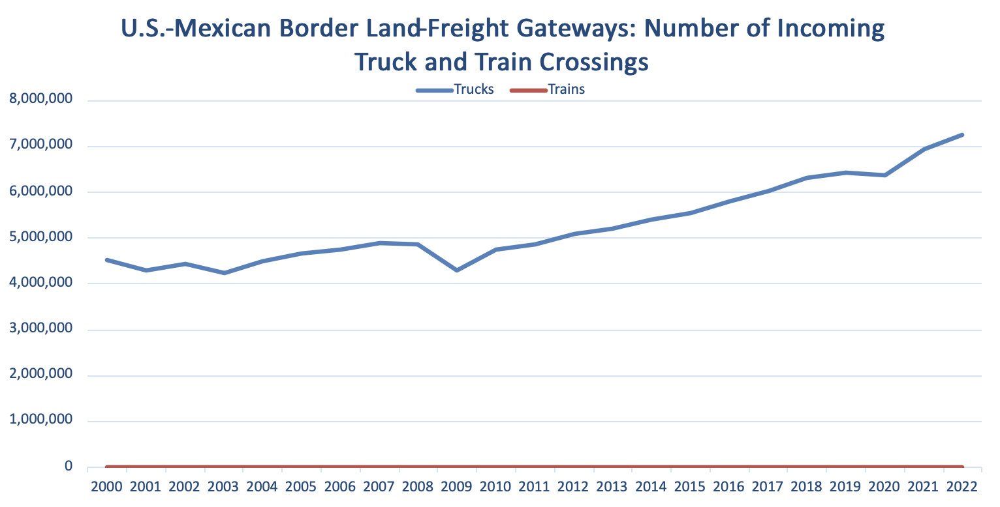 U.S.-Mexican Border Land-Freight Gateways: Number of Incoming
Truck and Train Crossings
Trucks Trains
8,000,000
7,000,000
6,000,000
5,000,000
4,000,000
3,000,000
2,000,000
1,000,000
0
2000 2001 2002 2003 2004 2005 2006 2007 2008 2009 2010 2011 2012 2013 2014 2015 2016 2017 2018 2019 2020 2021 2022